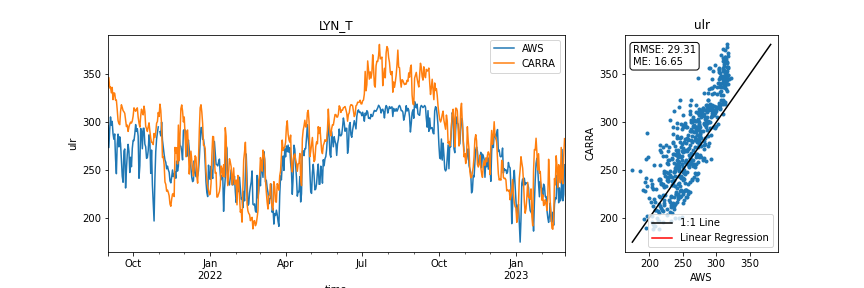 LYN_T
ulr
350
300
250
200
AWS
CARRA
Oct
Jan
2022
Apr
Jul
Oct
Jan
2023
time
ulr
RMSE: 29.31
ME: 16.65
CARRA
350
300
250
200
1:1 Line
Linear Regression
200
250
300
350
AWS